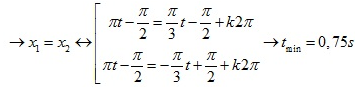 → x₁ = x₂ ↔ [ πt − π/2 = π/3 t − π/2 + k2π
πt − π/2 = −π/3 t + π/2 + k2π → t_min = 0,75s